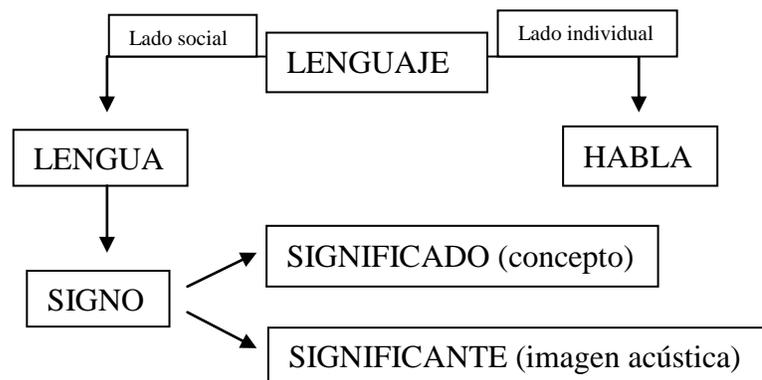 Lado social
LENGUAJE
Lado individual
LENGUA
HABLA
SIGNO
SIGNIFICADO (concepto)
SIGNIFICANTE (imagen acústica)